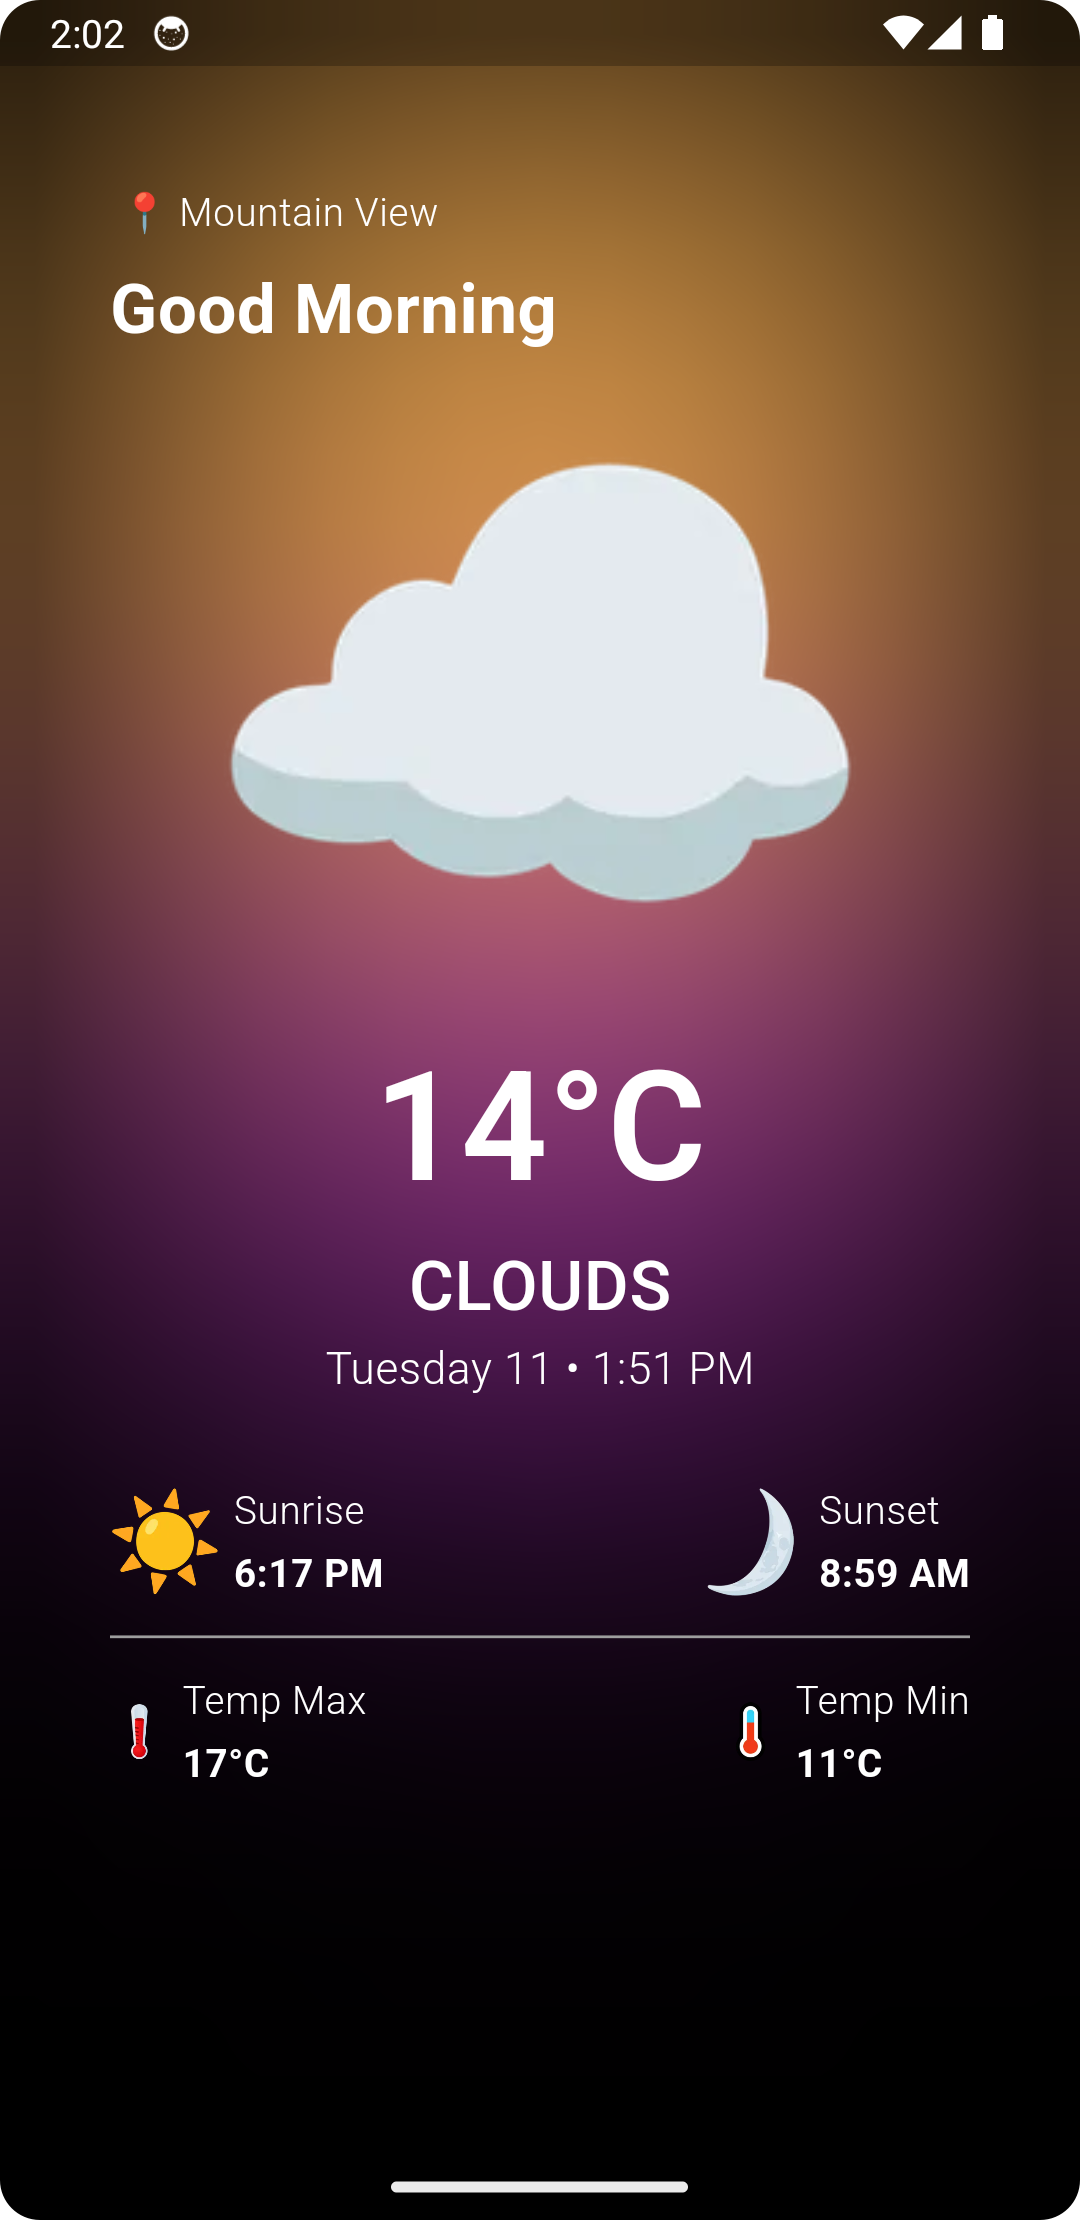 2:02
Mountain View
Good Morning
14°C
CLOUDS
Tuesday 11 • 1:51 PM
Sunrise
6:17 PM
Sunset
8:59 AM
Temp Max
17°C
Temp Min
11°C